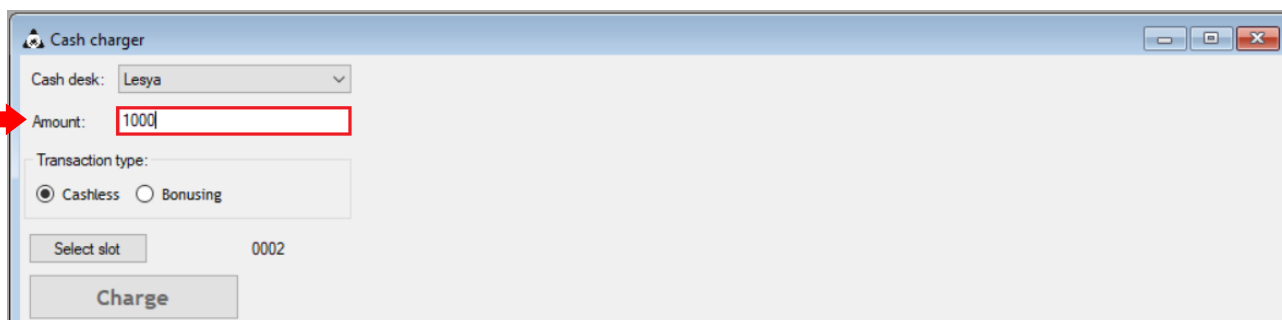 Cash charger
Cash desk: Lesya
Amount: 1000
Transaction type:
Cashless Bonusing
Select slot 0002
Charge